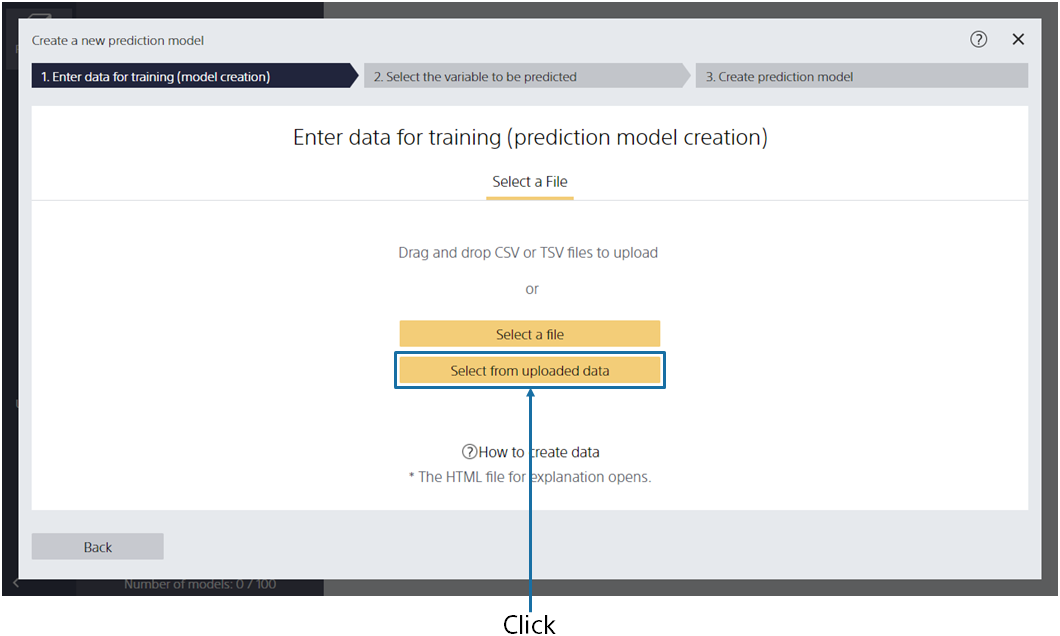 Create a new prediction model
1. Enter data for training (model creation)
2. Select the variable to be predicted
3. Create prediction model
Enter data for training (prediction model creation)
Select a File
Drag and drop CSV or TSV files to upload
or
Select a file
Select from uploaded data
?How to create data
* The HTML file for explanation opens.
Back
Number of models: 0 / 100
Click